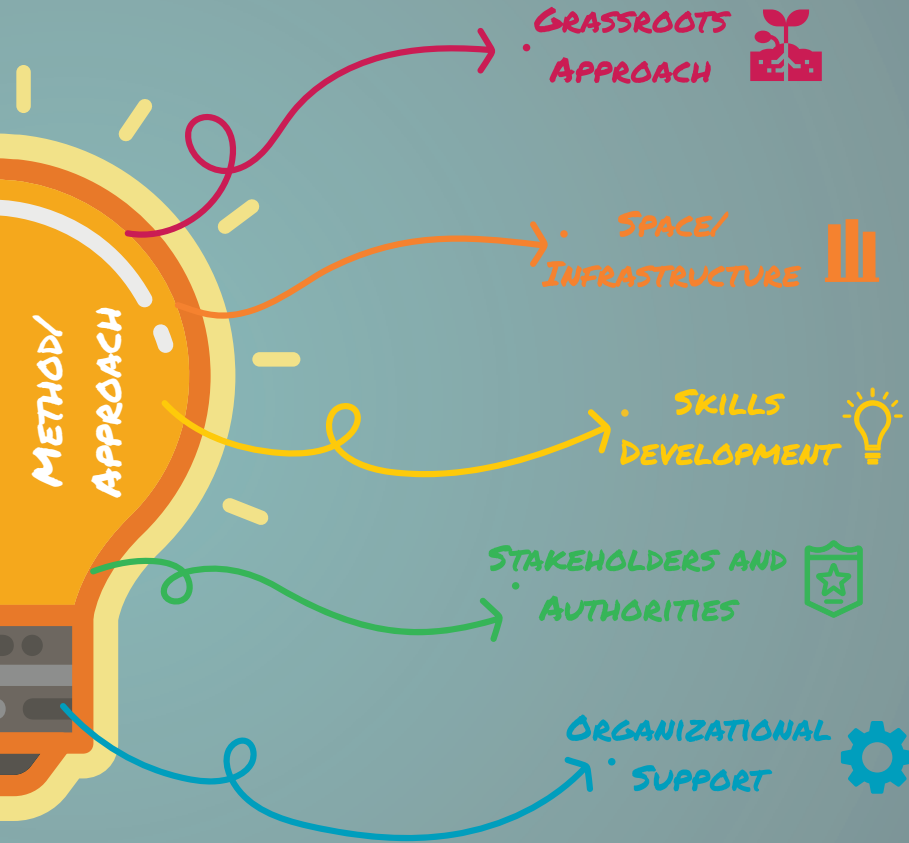 Grassroots
Approach
Space/
Infrastructure
Method/
Approach
Skills
Development
Stakeholders and
Authorities
Organizational
Support